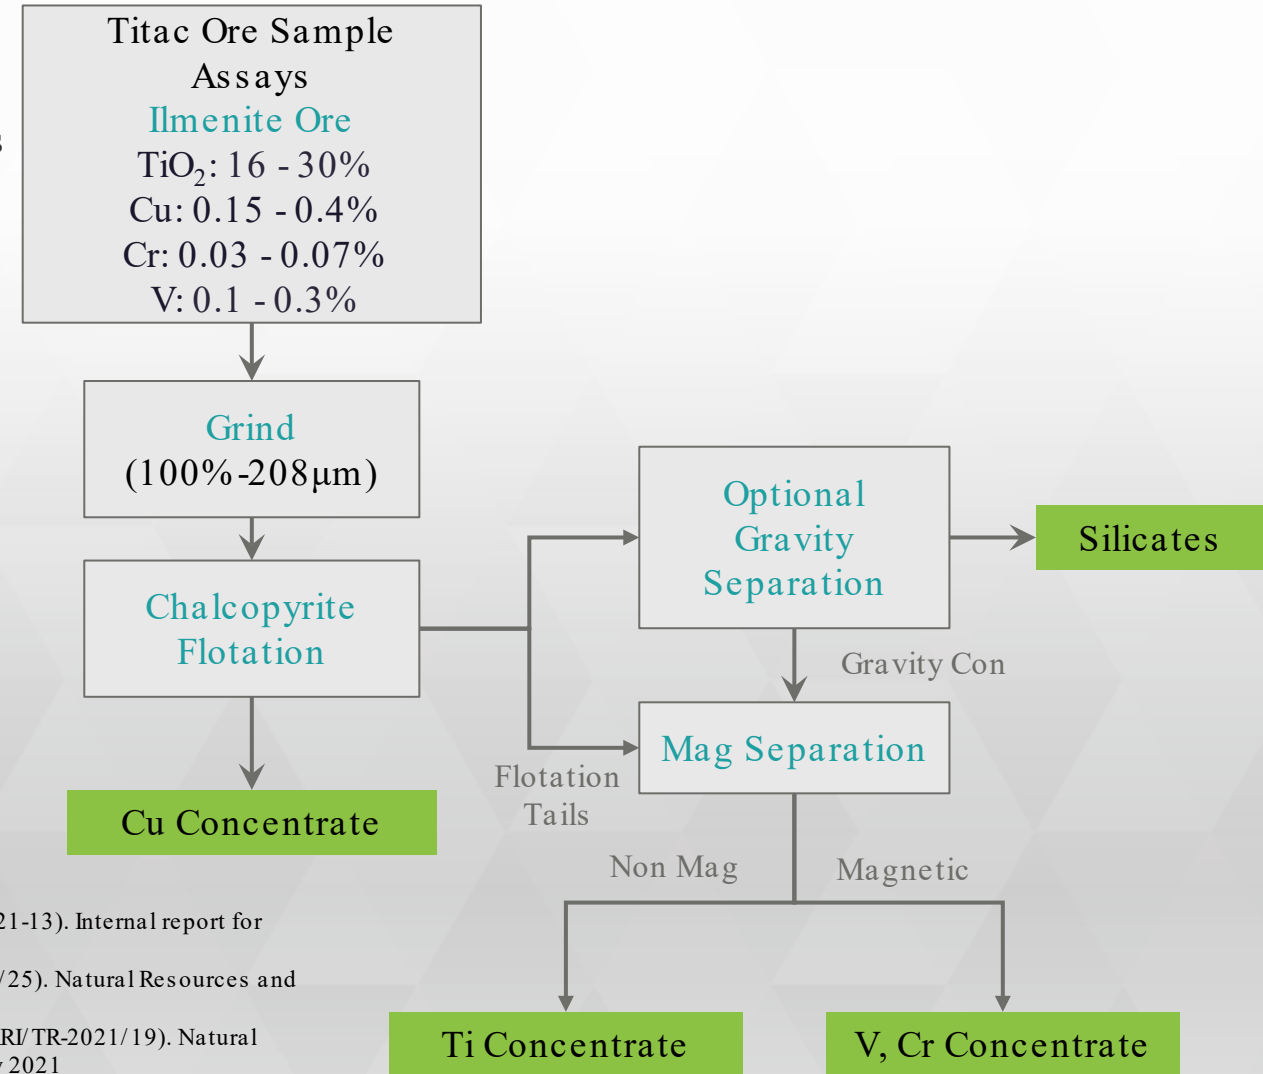 Titac Ore Sample
Assays
Ilmenite Ore
s
TiO₂: 16 - 30%
Cu: 0.15 - 0.4%
Cr: 0.03 - 0.07%
V: 0.1 - 0.3%
Grind
(100%-208μm)
Chalcopyrite
Flotation
Optional
Gravity
Separation
Silicates
Gravity Con
Mag Separation
Flotation
Tails
Cu Concentrate
Non Mag
Magnetic
21-13). Internal report for
/25). Natural Resources and
RI/TR-2021/19). Natural
y 2021
Ti Concentrate
V, Cr Concentrate